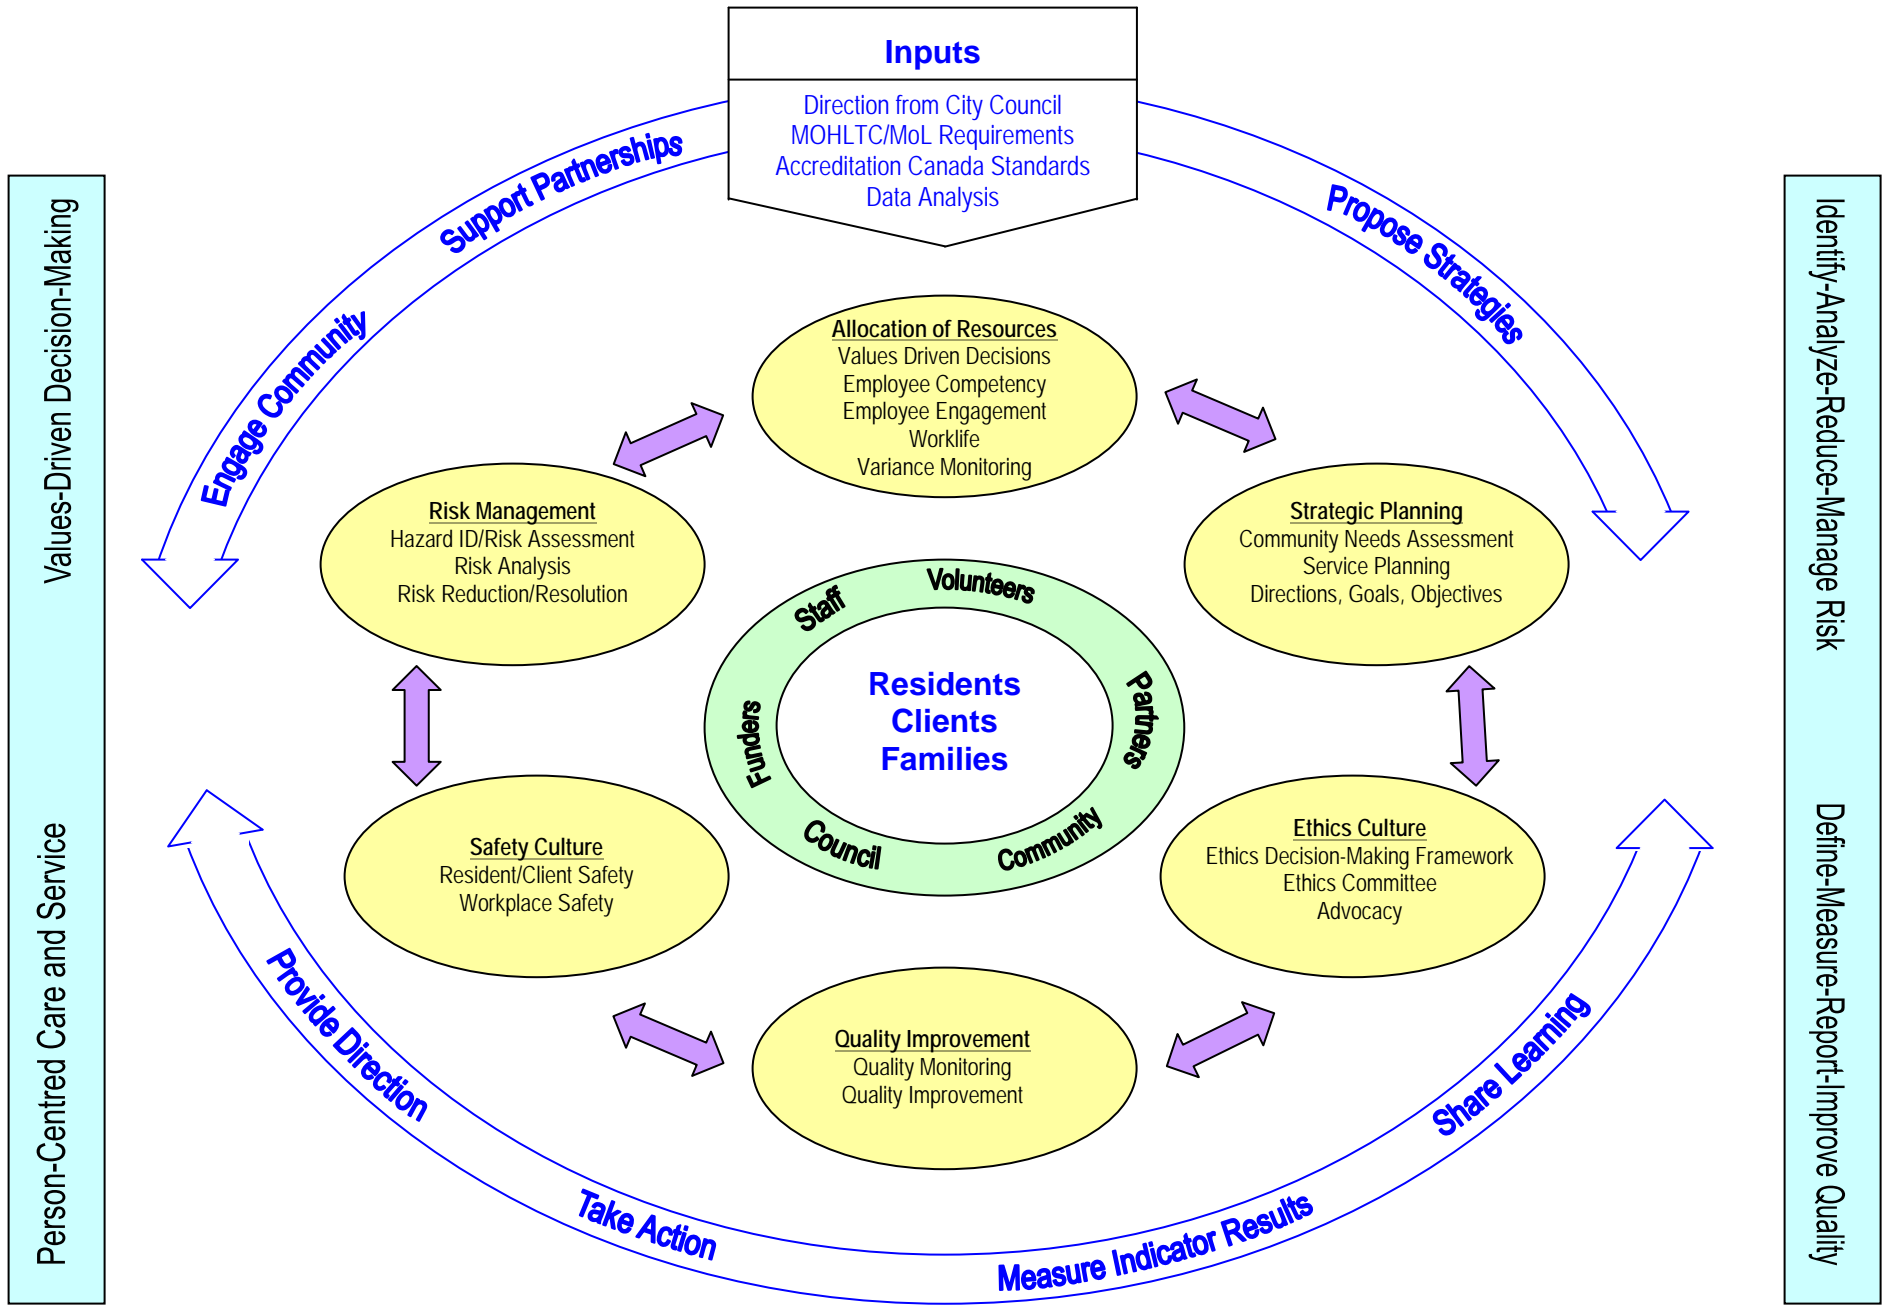 Inputs
Direction from City Council
MOHLTC/MoL Requirements
Accreditation Canada Standards
Data Analysis
Support Partnerships
Engage Community
Propose Strategies
Values-Driven Decision-Making
Person-Centred Care and Service
Identify-Analyze-Reduce-Manage Risk
Define-Measure-Report-Improve Quality
Allocation of Resources
Values Driven Decisions
Employee Competency
Employee Engagement
Worklife
Variance Monitoring
Risk Management
Hazard ID/Risk Assessment
Risk Analysis
Risk Reduction/Resolution
Strategic Planning
Community Needs Assessment
Service Planning
Directions, Goals, Objectives
Staff
Volunteers
Partners
Community
Council
Funders
Residents
Clients
Families
Safety Culture
Resident/Client Safety
Workplace Safety
Ethics Culture
Ethics Decision-Making Framework
Ethics Committee
Advocacy
Quality Improvement
Quality Monitoring
Quality Improvement
Provide Direction
Take Action
Measure Indicator Results
Share Learning